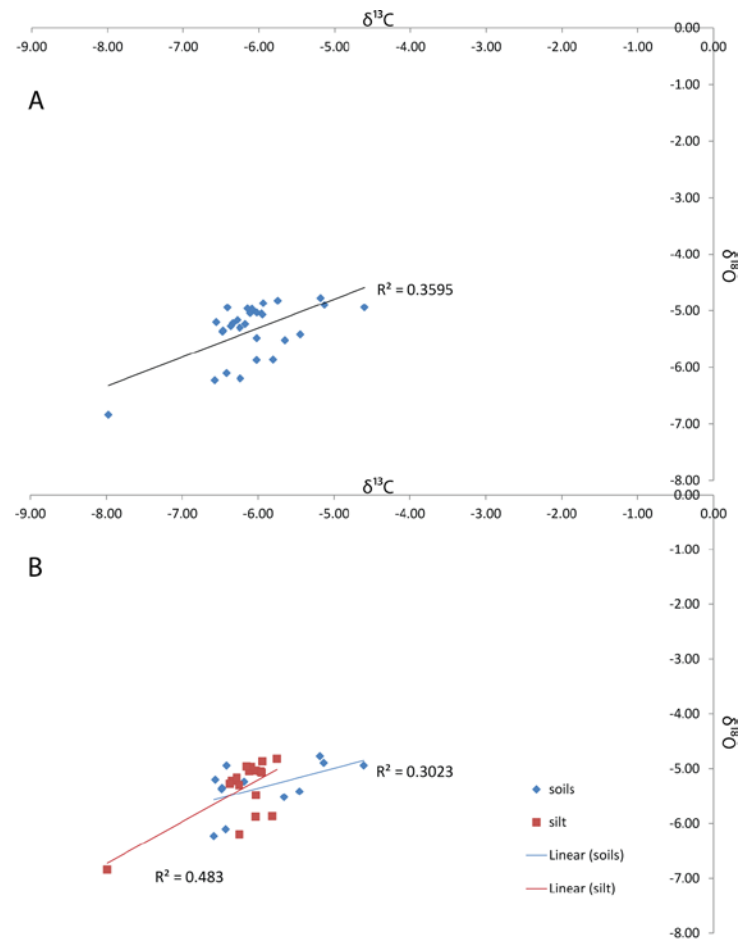 δ¹³C
0.00
-9.00 -8.00 -7.00 -6.00 -5.00 -4.00 -3.00 -2.00 -1.00 0.00
A
-1.00
-2.00
-3.00
-4.00
δ¹⁸O
R² = 0.3595
-5.00
-6.00
-7.00
-8.00
δ¹³C
0.00
-9.00 -8.00 -7.00 -6.00 -5.00 -4.00 -3.00 -2.00 -1.00 0.00
B
-1.00
-2.00
-3.00
-4.00
δ¹⁸O
R² = 0.3023
-5.00
soils
silt
-6.00
Linear (soils)
R² = 0.483
-7.00
Linear (silt)
-8.00